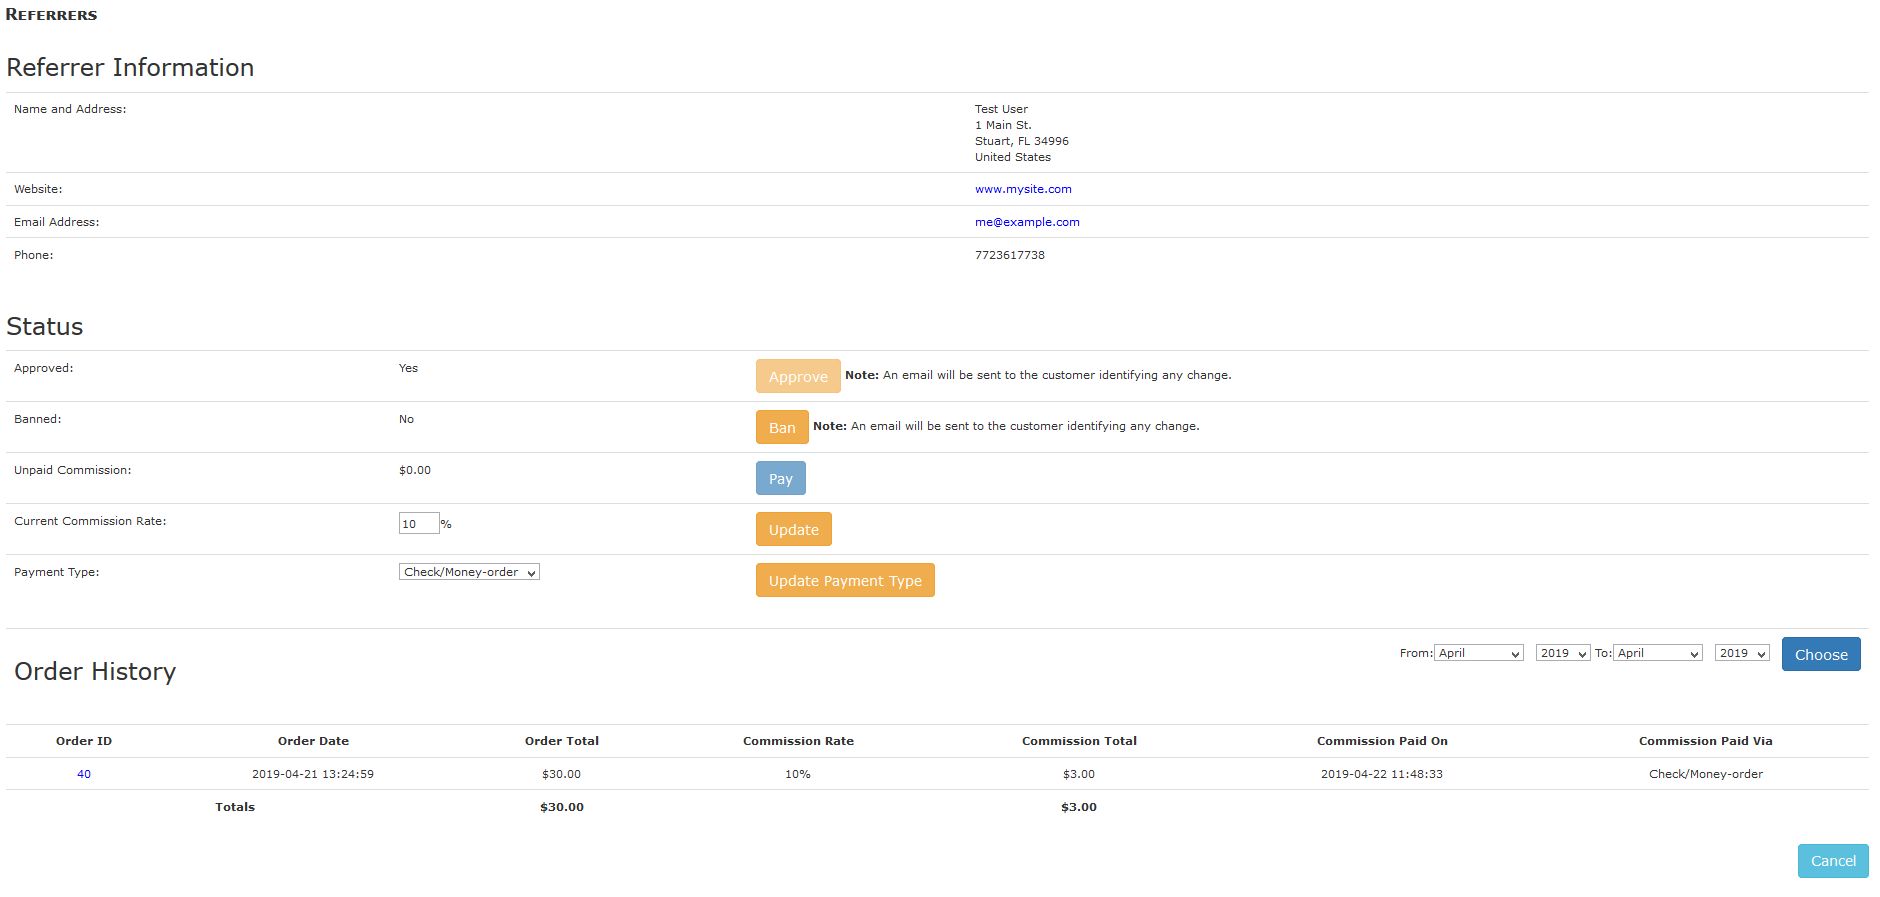 Referrers
Referrer Information
Name and Address: Test User
1 Main St.
Stuart, FL 34996
United States
Website: www.mysite.com
Email Address: me@example.com
Phone: 7723617738
Status
Approved: Yes Approve Note: An email will be sent to the customer identifying any change.
Banned: No Ban Note: An email will be sent to the customer identifying any change.
Unpaid Commission: $0.00 Pay
Current Commission Rate: 10 % Update
Payment Type: Check/Money-order Update Payment Type
From: April 2019 To: April 2019 Choose
Order History
Order ID Order Date Order Total Commission Rate Commission Total Commission Paid On Commission Paid Via
40 2019-04-21 13:24:59 $30.00 10% $3.00 2019-04-22 11:48:33 Check/Money-order
Totals $30.00 $3.00
Cancel